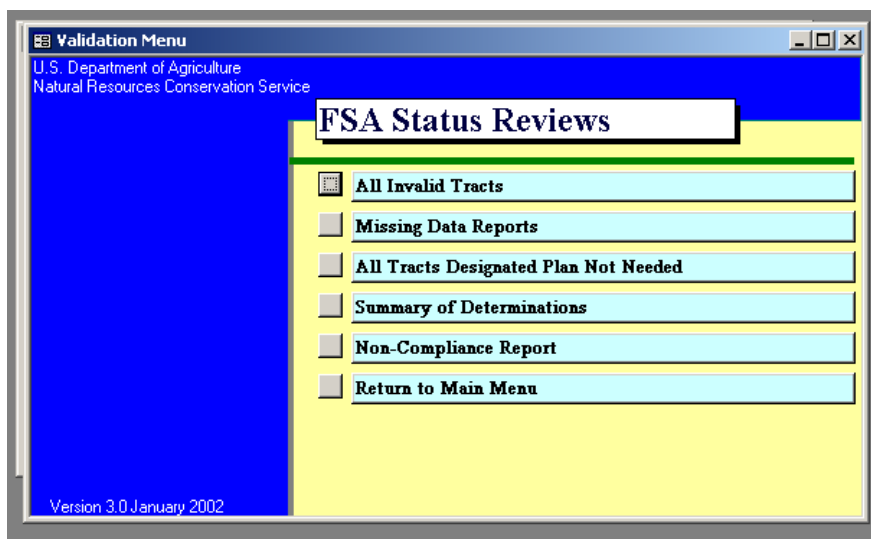 Validation Menu
U.S. Department of Agriculture
Natural Resources Conservation Service
FSA Status Reviews
All Invalid Tracts
Missing Data Reports
All Tracts Designated Plan Not Needed
Summary of Determinations
Non-Compliance Report
Return to Main Menu
Version 3.0 January 2002